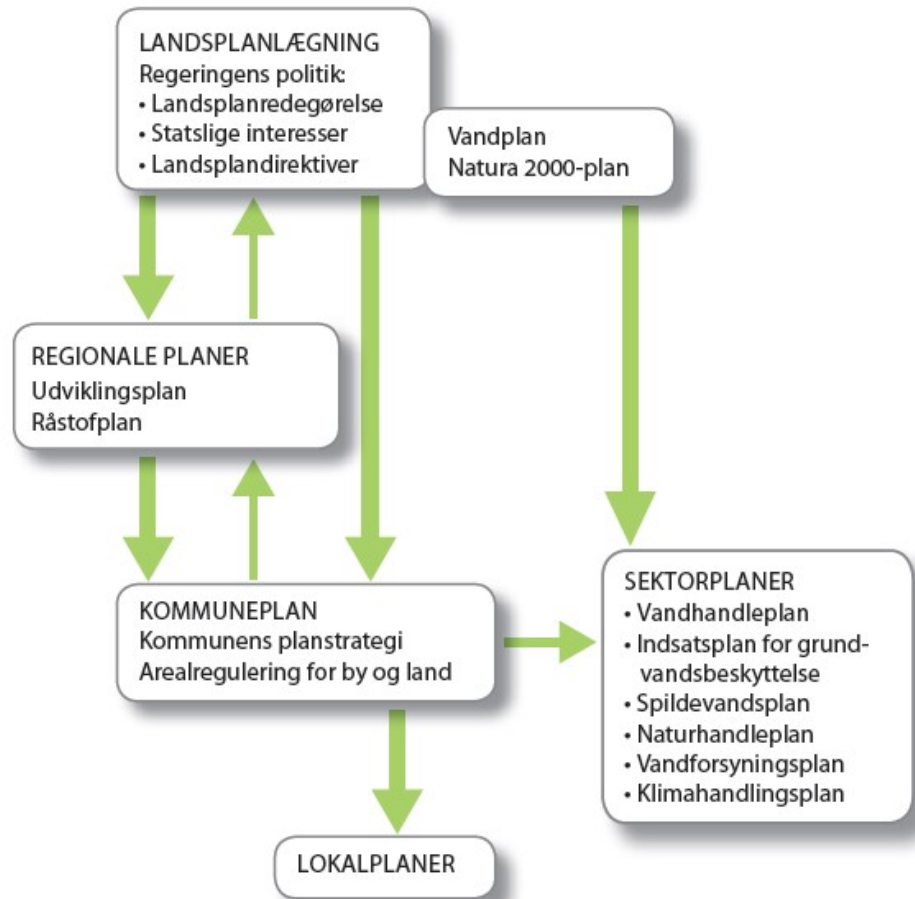 LANDSPLANLÆGNING
Regeringens politik:
• Landsplanredegørelse
• Statslige interesser
• Landsplandirektiver
Vandplan
Natura 2000-plan
REGIONALE PLANER
Udviklingsplan
Råstofplan
KOMMUNEPLAN
Kommunens planstrategi
Arealregulering for by og land
SEKTORPLANER
• Vandhandleplan
• Indsatsplan for grund-
vandsbeskyttelse
• Spildevandsplan
• Naturhandleplan
• Vandforsyningsplan
• Klimahandlingsplan
LOKALPLANER